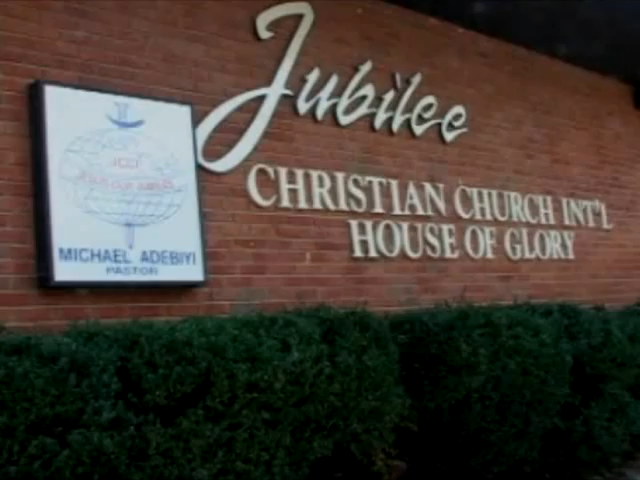 Jubilee
CHRISTIAN CHURCH INT'L
HOUSE OF GLORY
MICHAEL ADEBIYI
PASTOR